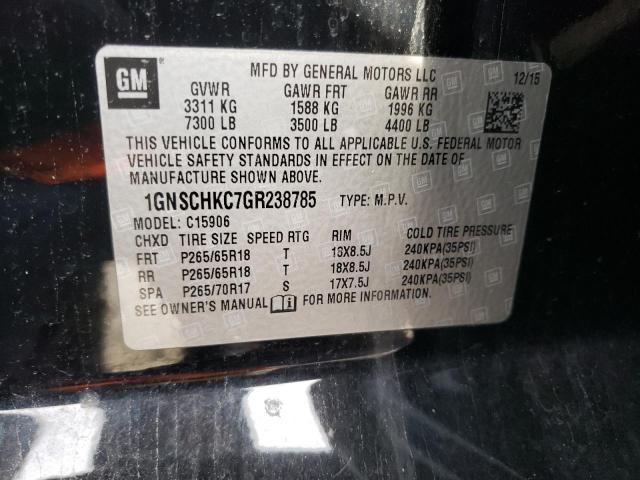 GM
MFD BY GENERAL MOTORS LLC 12/15
GVWR GAWR FRT GAWR RR
3311 KG 1588 KG 1996 KG
7300 LB 3500 LB 4400 LB
THIS VEHICLE CONFORMS TO ALL APPLICABLE U.S. FEDERAL MOTOR
VEHICLE SAFETY STANDARDS IN EFFECT ON THE DATE OF
MANUFACTURE SHOWN ABOVE.
1GNSCHKC7GR238785 TYPE: M.P.V.
MODEL: C15906
CHXD TIRE SIZE SPEED RTG RIM COLD TIRE PRESSURE
FRT P265/65R18 T 18X8.5J 240KPA(35PSI)
RR P265/65R18 T 18X8.5J 240KPA(35PSI)
SPA P265/70R17 S 17X7.5J 240KPA(35PSI)
SEE OWNER'S MANUAL FOR MORE INFORMATION.